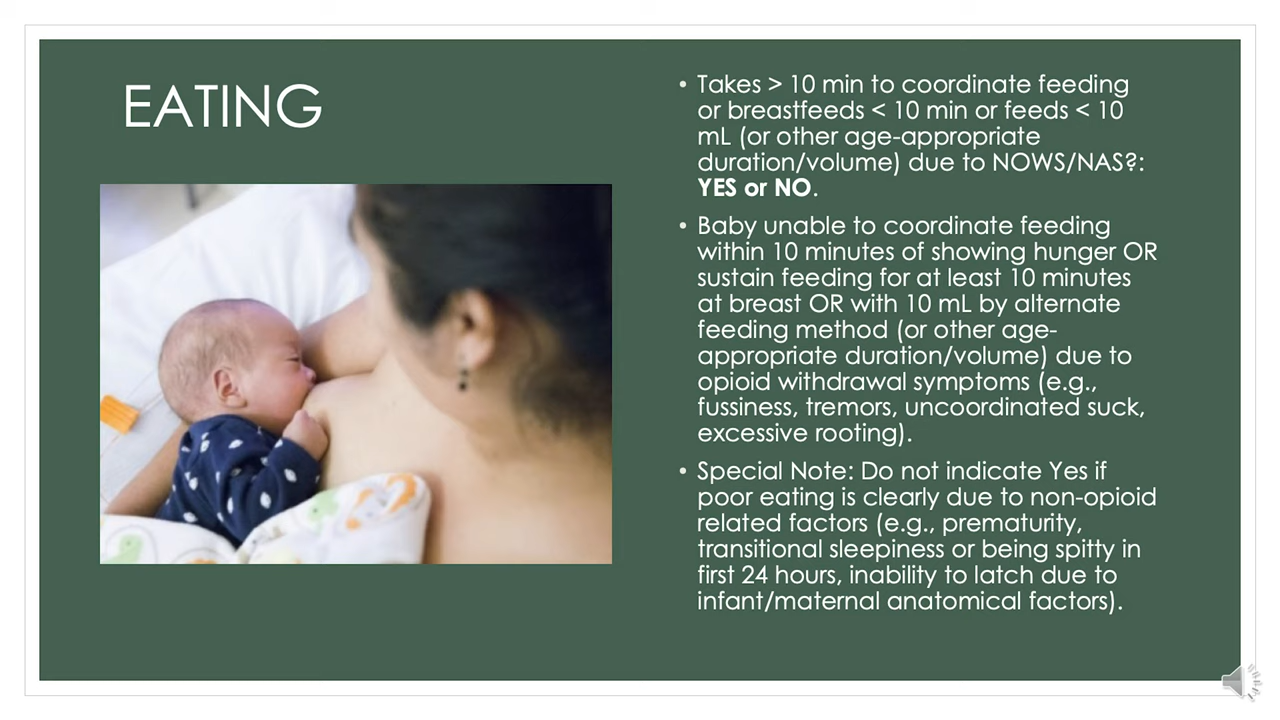 EATING
• Takes > 10 min to coordinate feeding
or breastfeeds < 10 min or feeds < 10
mL (or other age-appropriate
duration/volume) due to NOWS/NAS?:
YES or NO.
• Baby unable to coordinate feeding
within 10 minutes of showing hunger OR
sustain feeding for at least 10 minutes
at breast OR with 10 mL by alternate
feeding method (or other age-
appropriate duration/volume) due to
opioid withdrawal symptoms (e.g.,
fussiness, tremors, uncoordinated suck,
excessive rooting).
• Special Note: Do not indicate Yes if
poor eating is clearly due to non-opioid
related factors (e.g., prematurity,
transitional sleepiness or being spitty in
first 24 hours, inability to latch due to
infant/maternal anatomical factors).